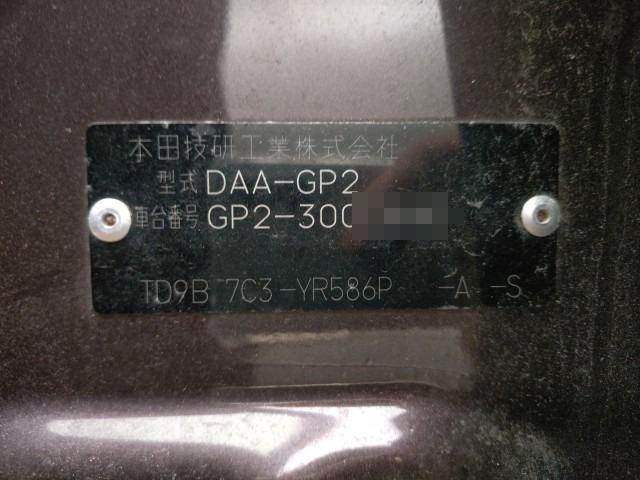 本田技研工業株式会社
型式 DAA-GP2
車台番号 GP2-300
TD9B 7C3-YR586P -A -S